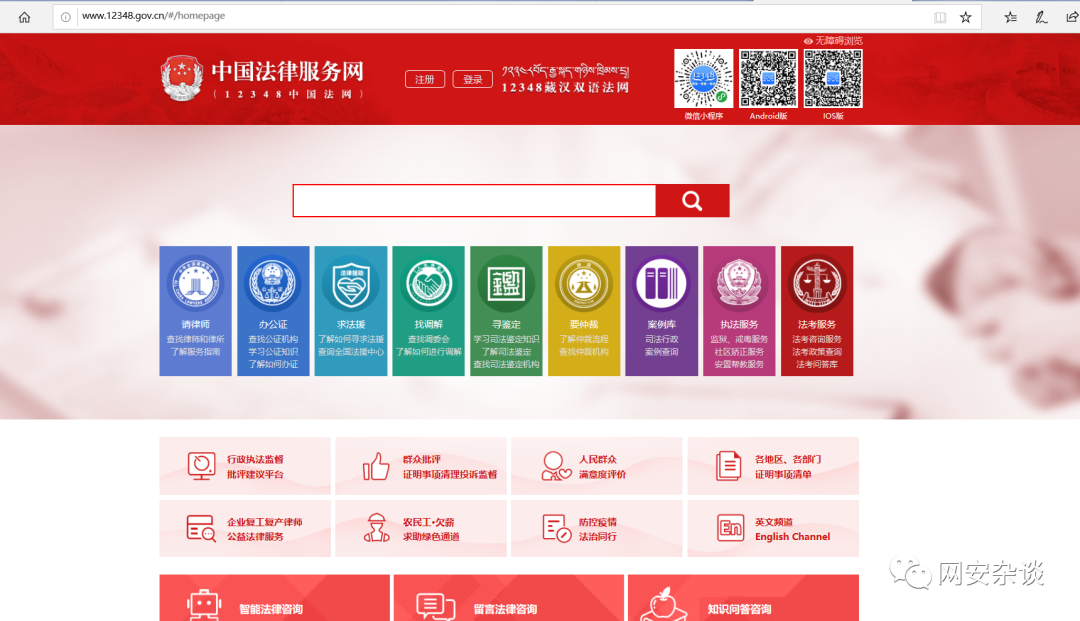 www.12348.gov.cn/#/homepage
无障碍浏览
中国法律服务网
(12348中国法网)
注册
登录
12348藏汉双语法网
微信小程序
Android版
IOS版
请律师
查找律师和律所
了解服务指南
办公证
查找公证机构
学习公证知识
了解如何办证
求法援
了解如何寻求法援
查询全国法援中心
找调解
查找调委会
了解如何进行调解
寻鉴定
学习司法鉴定知识
了解司法鉴定
查找司法鉴定机构
要仲裁
了解仲裁流程
查找仲裁机构
案例库
司法行政
案例查询
执法服务
监狱、戒毒服务
社区矫正服务
安置帮教服务
法考服务
法考咨询服务
法考政策查询
法考问答库
行政执法监督
批评建议平台
群众批评
证明事项清理投诉监督
人民群众
满意度评价
各地区、各部门
证明事项清单
企业复工复产律师
公益法律服务
农民工•欠薪
求助绿色通道
防控疫情
法治同行
En
英文频道
English Channel
智能法律咨询
留言法律咨询
知识问答咨询
网安杂谈